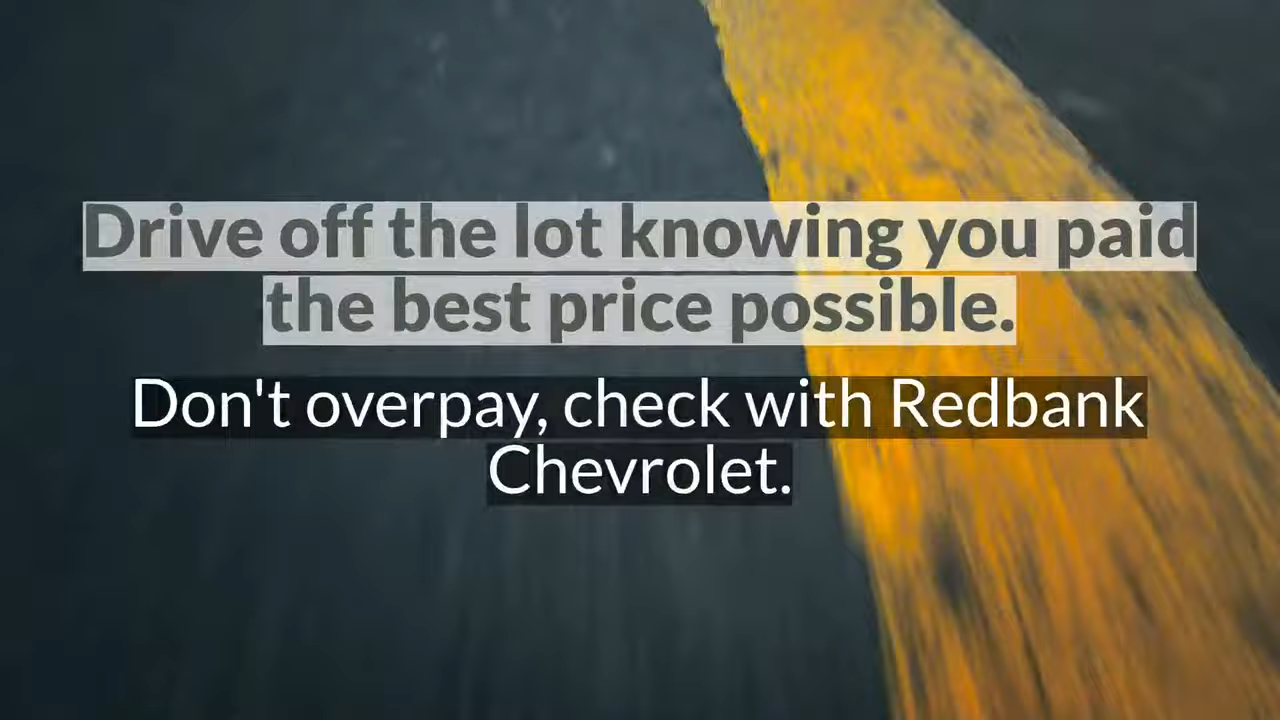 Drive off the lot knowing you paid
the best price possible.
Don't overpay, check with Redbank
Chevrolet.